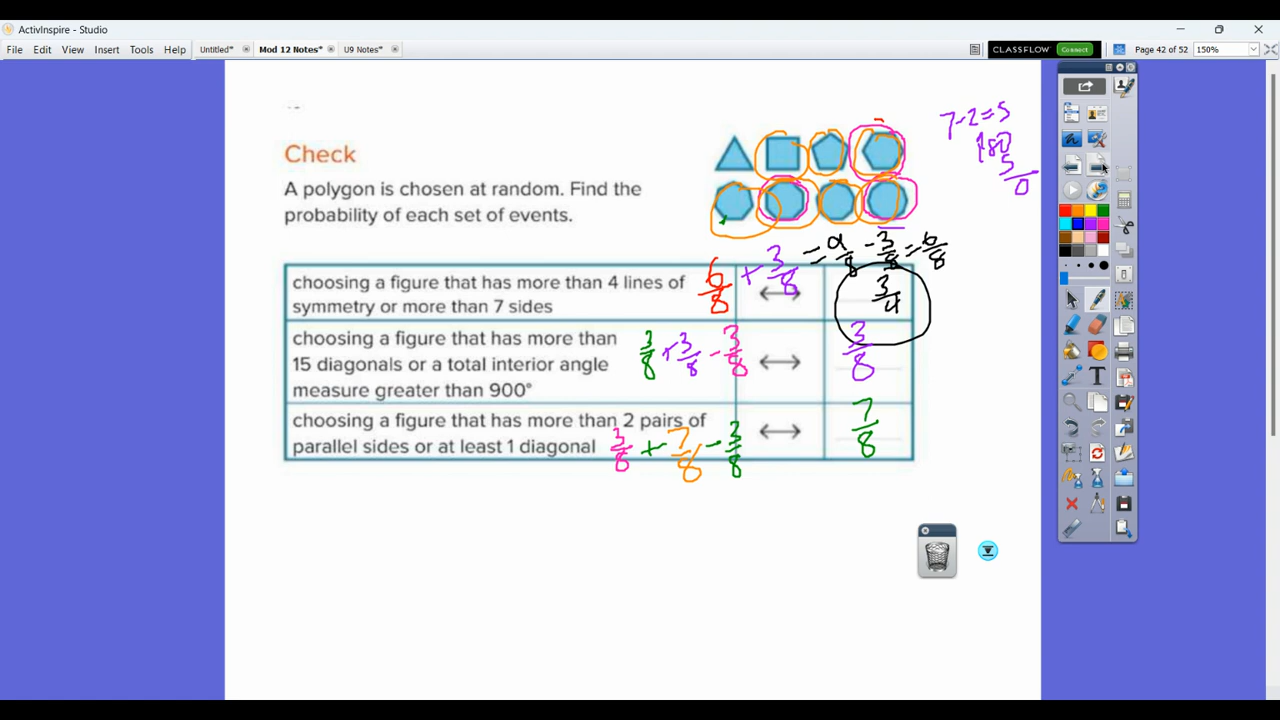 ActivInspire - Studio
File Edit View Insert Tools Help Untitled* Mod 12 Notes* U9 Notes* CLASSFLOW Connect Page 42 of 52 150%
Check
A polygon is chosen at random. Find the
probability of each set of events.
7-2=5
180
5
0
choosing a figure that has more than 4 lines of
symmetry or more than 7 sides
6/8 + 3/8 = 9/8 - 3/8 = 6/8
3/4
choosing a figure that has more than
15 diagonals or a total interior angle
measure greater than 900°
3/8 + 3/8 - 3/8 ↔ 3/8
choosing a figure that has more than 2 pairs of
parallel sides or at least 1 diagonal
3/8 + 7/8 - 3/8 ↔ 7/8